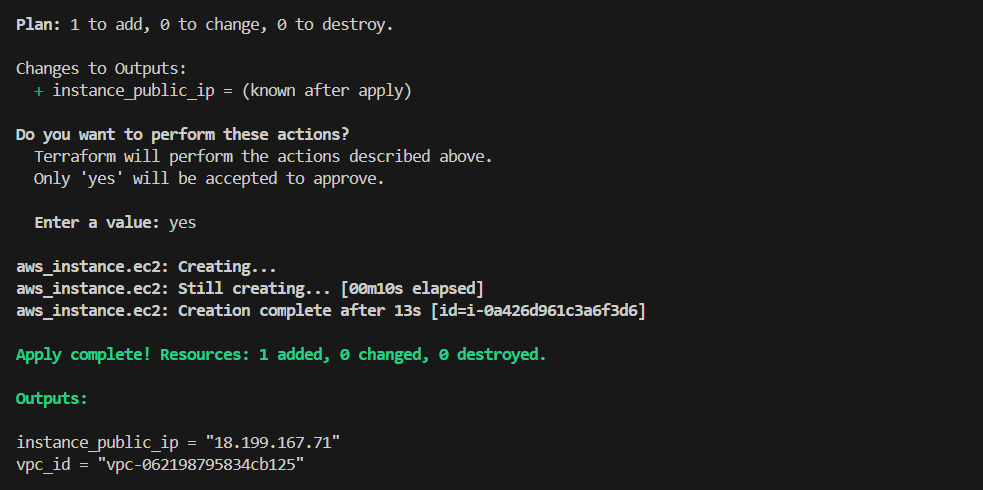 Plan: 1 to add, 0 to change, 0 to destroy.
Changes to Outputs:
+ instance_public_ip = (known after apply)
Do you want to perform these actions?
Terraform will perform the actions described above.
Only 'yes' will be accepted to approve.
Enter a value: yes
aws_instance.ec2: Creating...
aws_instance.ec2: Still creating... [00m10s elapsed]
aws_instance.ec2: Creation complete after 13s [id=i-0a426d961c3a6f3d6]
Apply complete! Resources: 1 added, 0 changed, 0 destroyed.
Outputs:
instance_public_ip = "18.199.167.71"
vpc_id = "vpc-062198795834cb125"